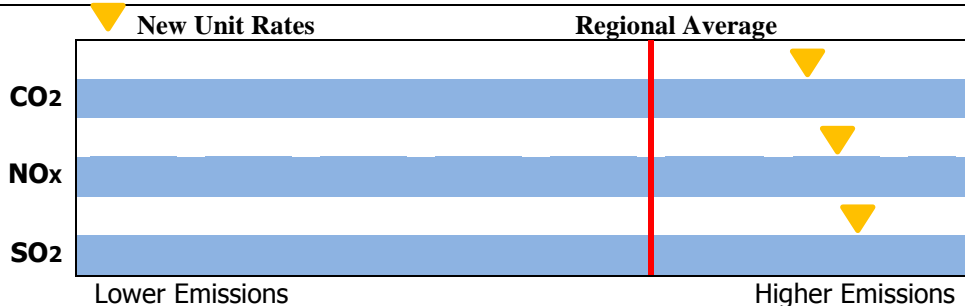 New Unit Rates Regional Average
CO2
NOx
SO2
Lower Emissions Higher Emissions